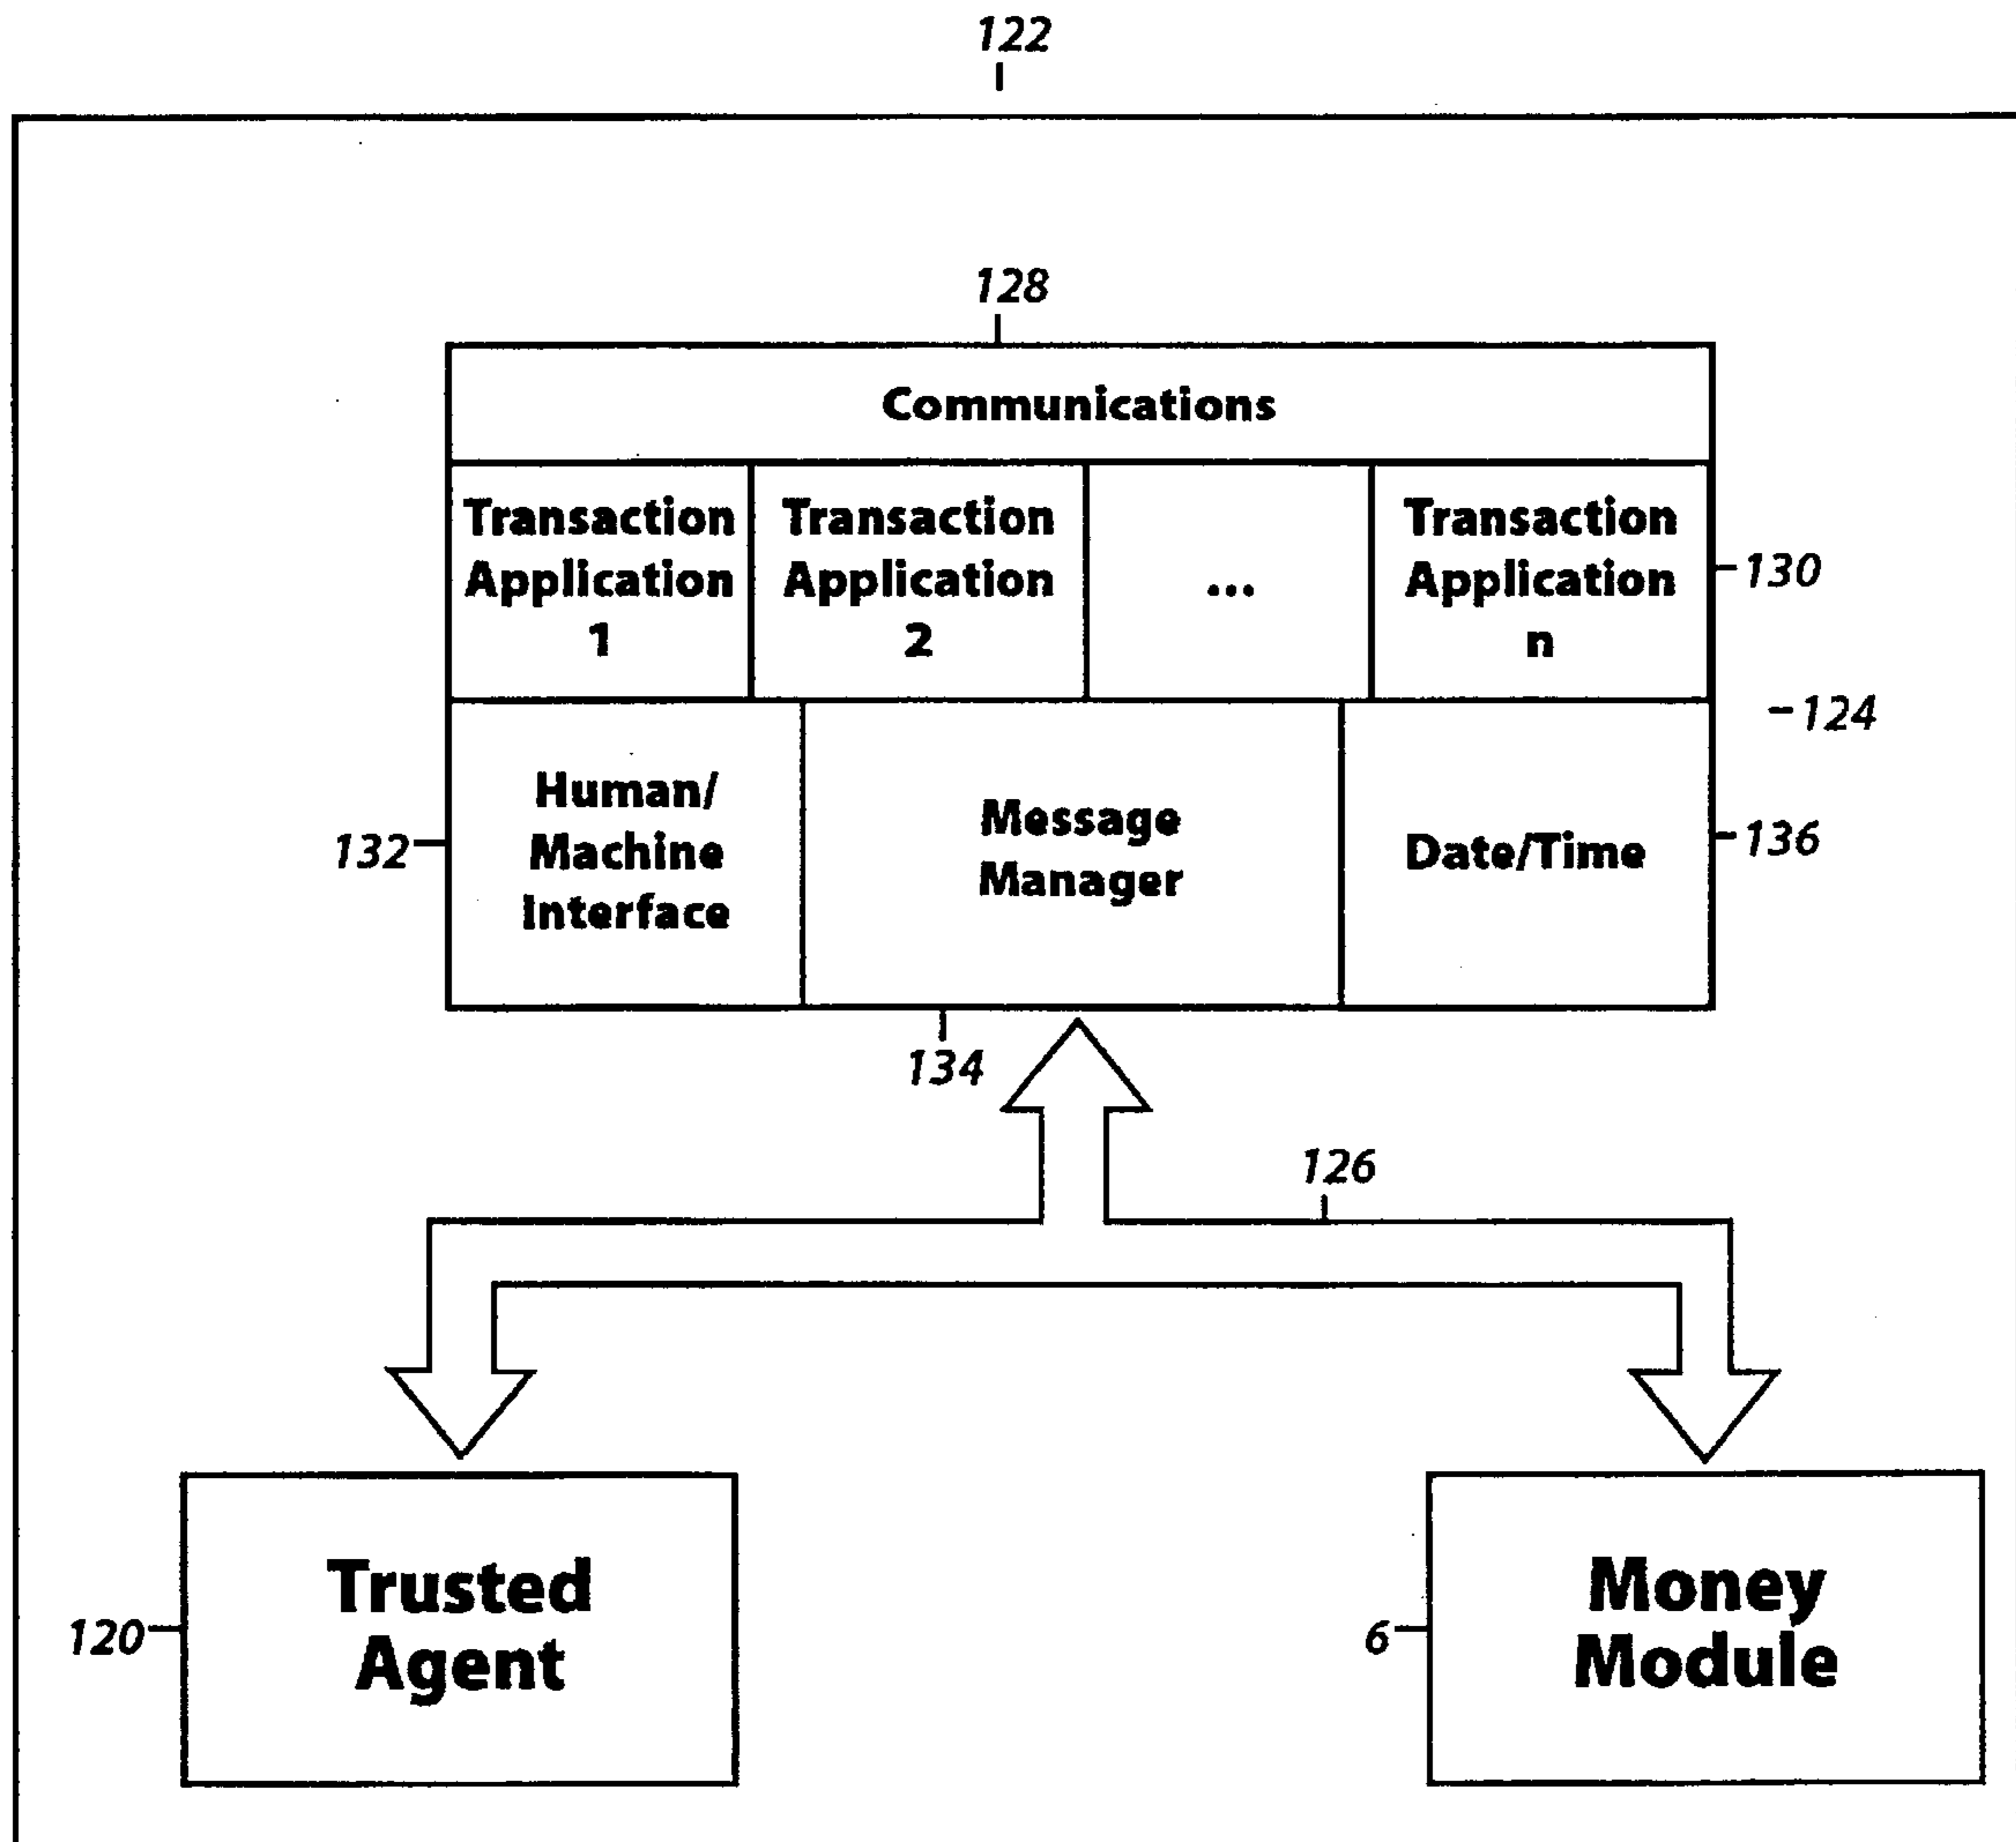 122
128
Communications
Transaction
Application
1
Transaction
Application
2
...
Transaction
Application
n
130
124
132
Human/
Machine
Interface
Message
Manager
Date/Time
136
134
126
120
Trusted
Agent
6
Money
Module